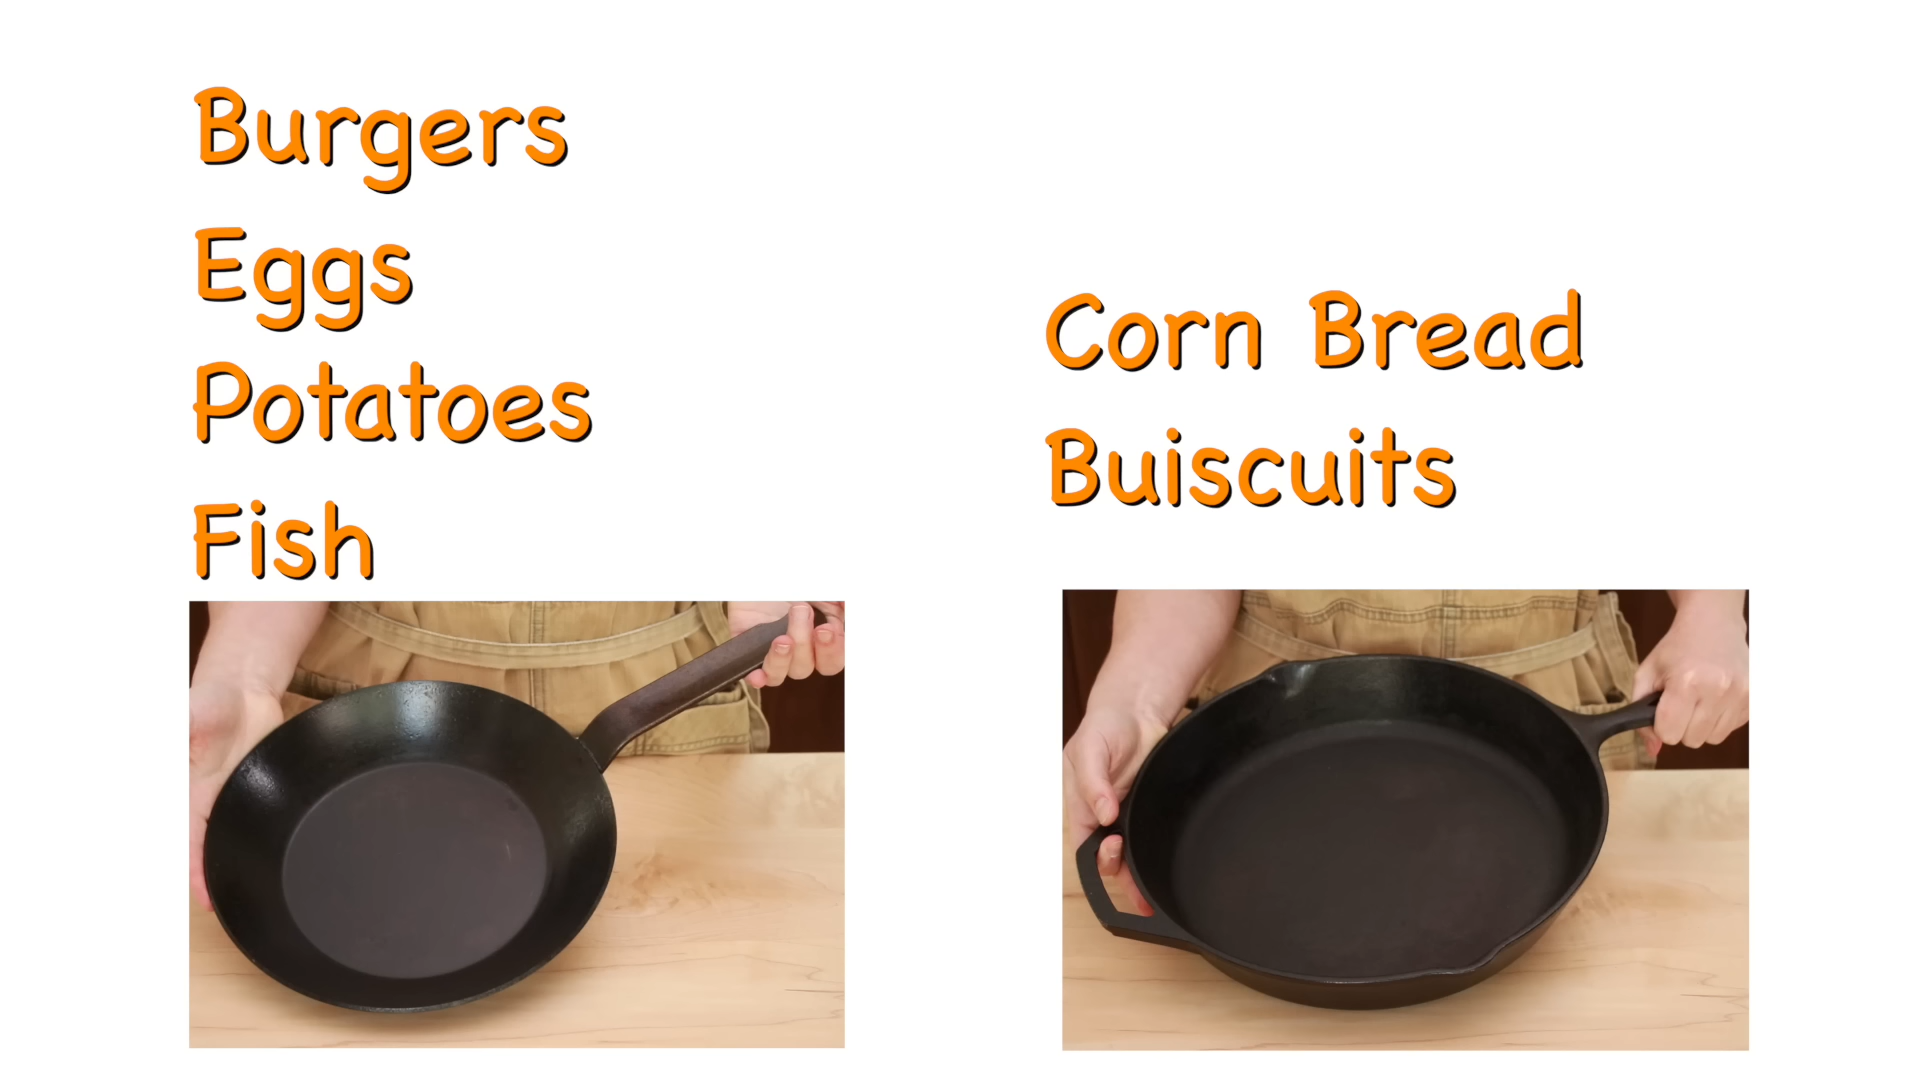 Burgers
Eggs
Potatoes
Fish
Corn Bread
Buiscuits